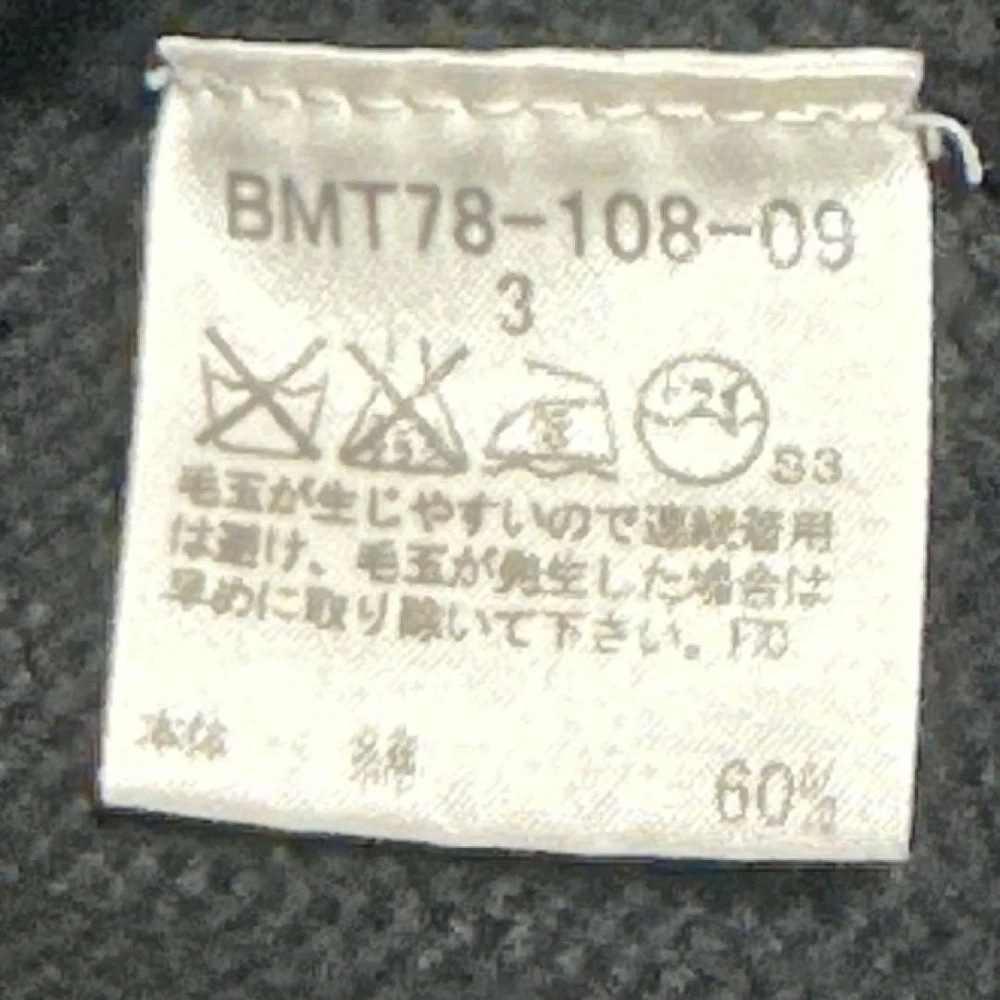 BMT78-108-09
3
中
S3
毛玉が生じやすいので連続着用
は避け、毛玉が発生した場合は
早めに取り除いて下さい。
本体 綿 60%